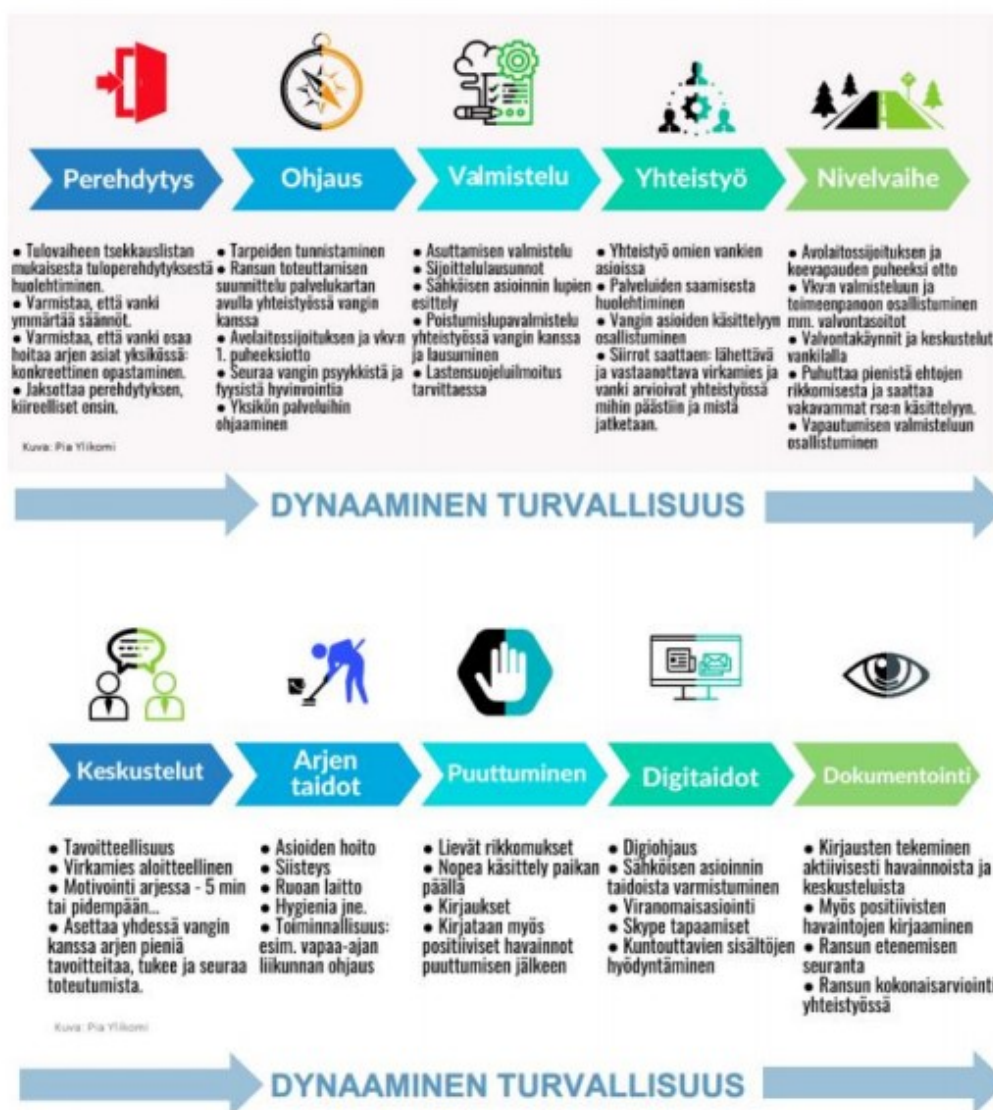 Perehdytys
Ohjaus
Valmistelu
Yhteistyö
Nivelvaihe
● Tulovaiheen tsekkauslistan
mukaisesta tuloperehdytyksestä
huolehtiminen.
● Varmistaa, että vanki
ymmärtää säännöt.
● Varmistaa, että vanki osaa
hoitaa arjen asiat yksikössä:
konkreettinen opastaminen.
● Jaksottaa perehdytyksen,
kiireelliset ensin.
Kuva: Pia Ylikomi
● Tarpeiden tunnistaminen
● Ransun toteuttamisen
suunnittelu palvelukartan
avulla yhteistyössä vangin
kanssa
● Avolaitossijoituksen ja vkv:n
1. puheeksiotto
● Seuraa vangin psyykkistä ja
fyysistä hyvinvointia
● Yksikön palveluihin
ohjaaminen
● Asuttamisen valmistelu
● Sijoittelulausunnot
● Sähköisen asioinnin lupien
esittely
● Poistumislupavalmistelu
yhteistyössä vangin kanssa
ja lausuminen
● Lastensuojeluilmoitus
tarvittaessa
● Yhteistyö omien vankien
asioissa
● Palveluiden saamisesta
huolehtiminen
● Vangin asioiden käsittelyyn
osallistuminen
● Siirrot saattaen: lähettävä
ja vastaanottava virkamies ja
vanki arvioivat yhteistyössä
mihin päästiin ja mistä
jatketaan.
● Avolaitossijoituksen ja
koevapauden puheeksi otto
● Vkv:n valmisteluun ja
toimeenpanoon osallistuminen
mm. valvontasoitot
● Valvontakäynnit ja keskustelut
vankilalla
● Puhuttaa pienistä ehtojen
rikkomisesta ja saattaa
vakavammat rse:n käsittelyyn.
● Vapautumisen valmisteluun
osallistuminen
DYNAAMINEN TURVALLISUUS
Keskustelut
Arjen
taidot
Puuttuminen
Digitaidot
Dokumentointi
● Tavoitteellisuus
● Virkamies aloitteellinen
● Motivointi arjessa - 5 min
tai pidempään...
● Asettaa yhdessä vangin
kanssa arjen pieniä
tavoitteitaa, tukee ja seuraa
toteutumista.
Kuva: Pia Ylikomi
● Asioiden hoito
● Siisteys
● Ruoan laitto
● Hygienia jne.
● Toiminnallisuus:
esim. vapaa-ajan
liikunnan ohjaus
● Lievät rikkomukset
● Nopea käsittely paikan
päällä
● Kirjaukset
● Kirjataan myös
positiiviset havainnot
puuttumisen jälkeen
● Digiohjaus
● Sähköisen asioinnin
taidoista varmistuminen
● Viranomaisasiointi
● Skype tapaamiset
● Kuntouttavien sisältöjen
hyödyntäminen
● Kirjausten tekeminen
aktiivisesti havainnoista ja
keskusteluista
● Myös positiivisten
havaintojen kirjaaminen
● Ransun etenemisen
seuranta
● Ransun kokonaisarviointi
yhteistyössä
DYNAAMINEN TURVALLISUUS